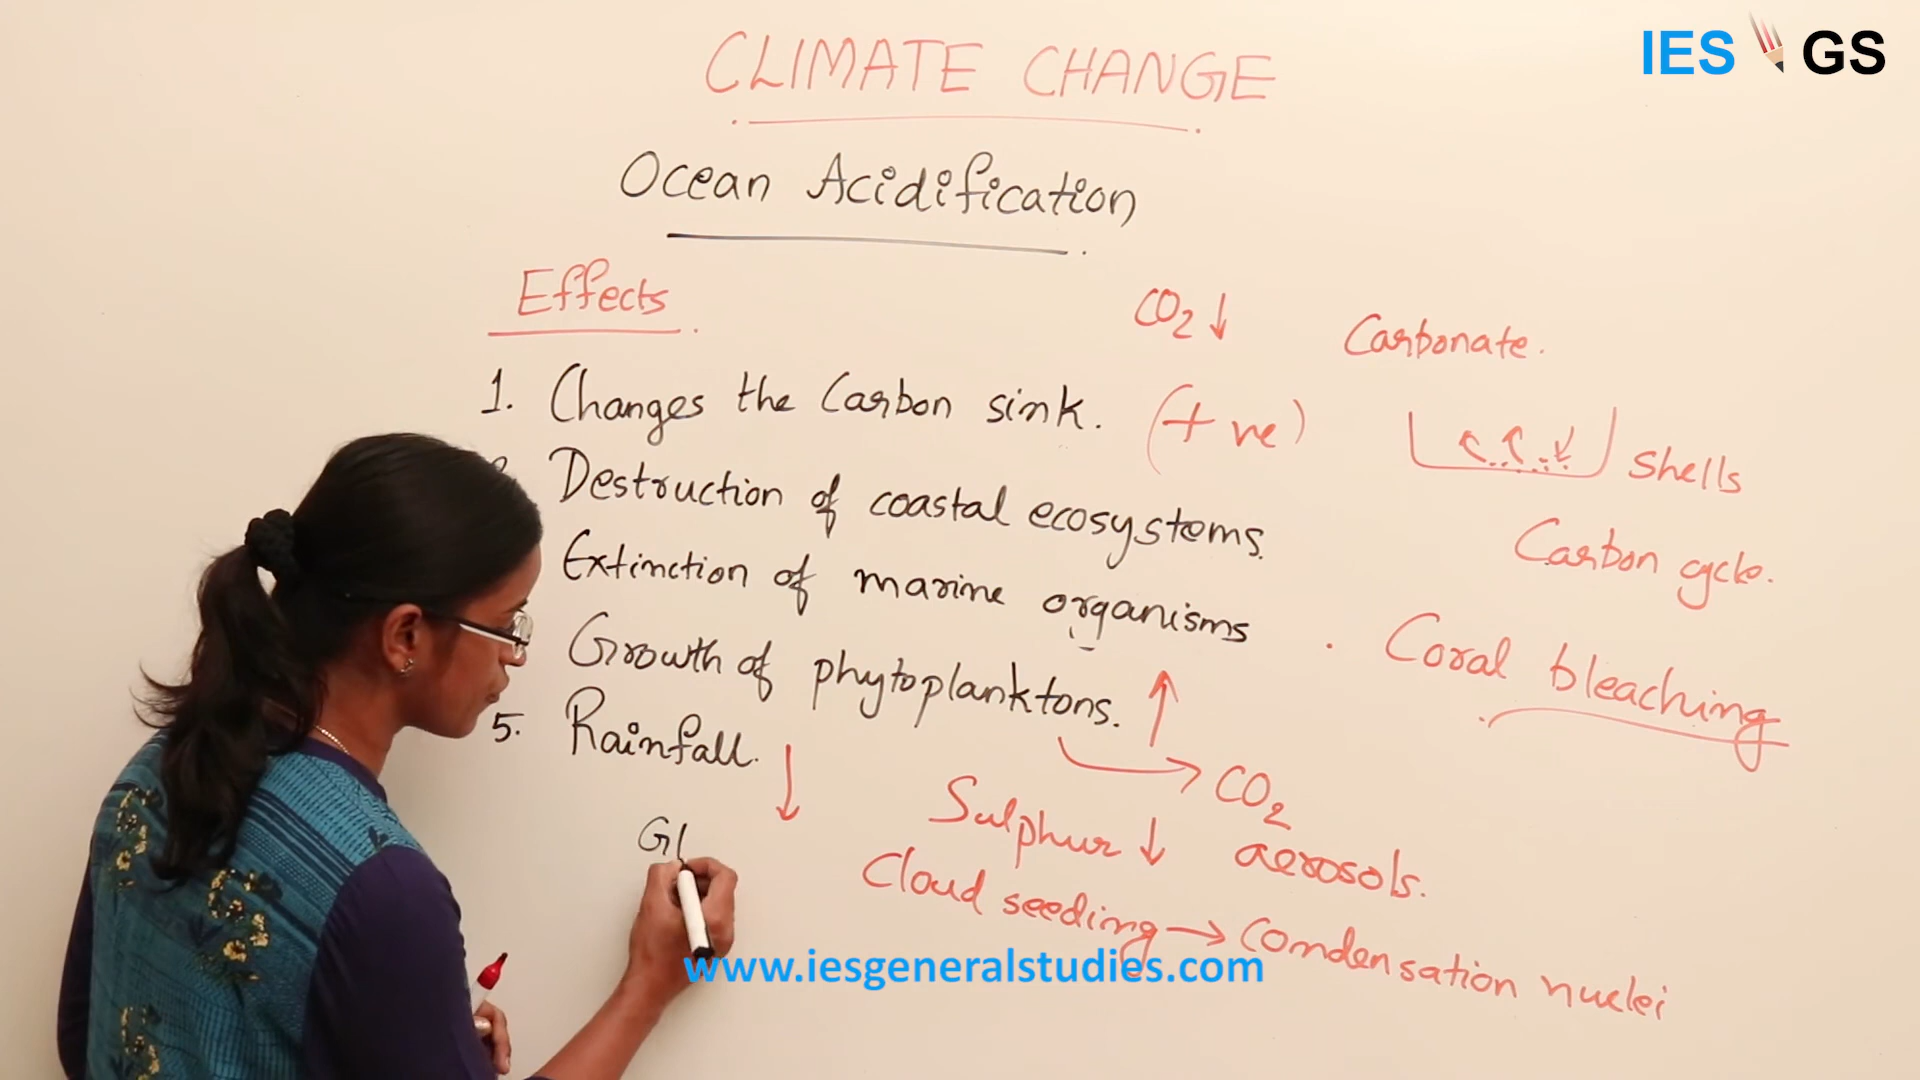 IES GS
CLIMATE CHANGE
Ocean Acidification
Effects
CO2↓
Carbonate.
1. Changes the Carbon sink. (+ve)
Shells
Destruction of coastal ecosystems.
Carbon cycle.
Extinction of marine organisms
Growth of phytoplanktons. ↑
Coral bleaching
5. Rainfall. ↓
→ CO2
Sulphur ↓ aerosols.
Gl
Cloud seeding → Condensation nuclei
www.iesgeneralstudies.com